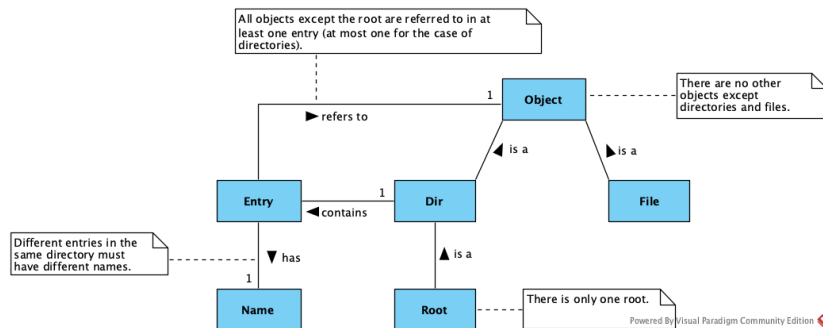 All objects except the root are referred to in at
least one entry (at most one for the case of
directories).
There are no other
objects except
directories and files.
1
Object
refers to
is a
is a
Entry
1
contains
Dir
File
Different entries in the
same directory must
have different names.
has
is a
1
Name
Root
There is only one root.
Powered By Visual Paradigm Community Edition